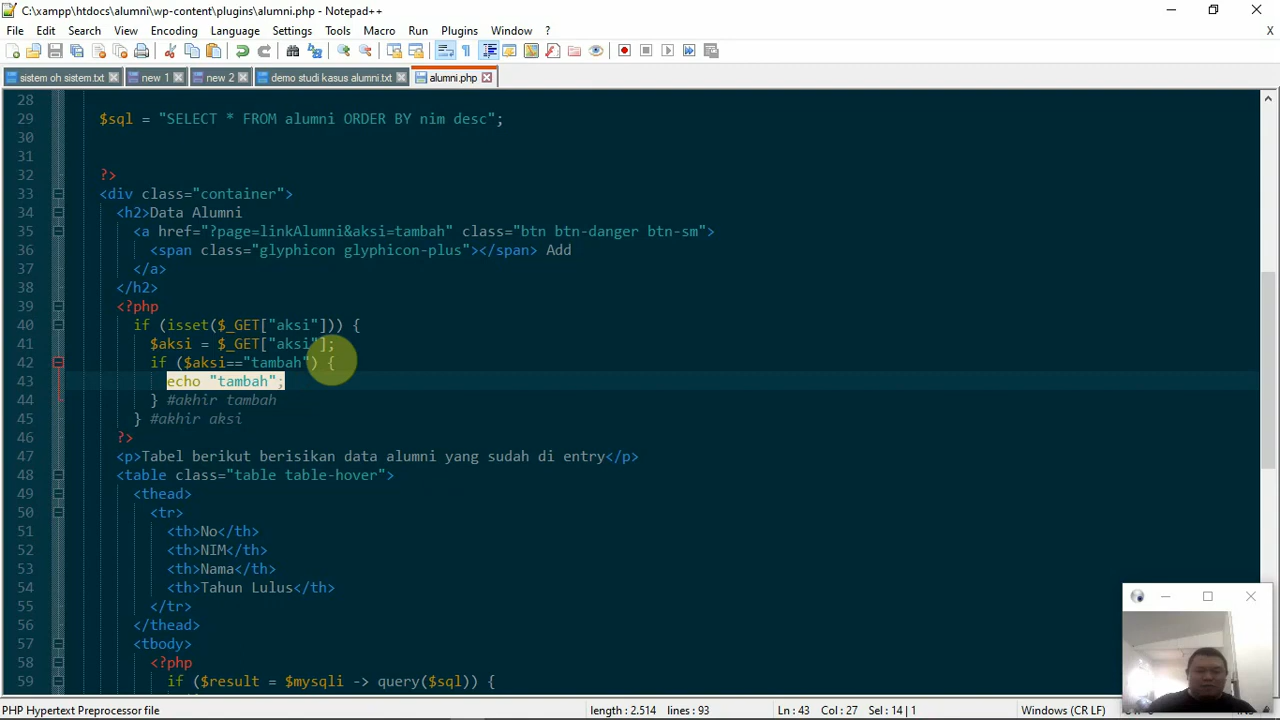 C:\xampp\htdocs\alumni\wp-content\plugins\alumni.php - Notepad++
File Edit Search View Encoding Language Settings Tools Macro Run Plugins Window ? X
sistem oh sistem.txt new 1 new 2 demo studi kasus alumni.txt alumni.php
28
29 $sql = "SELECT * FROM alumni ORDER BY nim desc";
30
31
32 ?>
33 <div class="container">
34 <h2>Data Alumni
35 <a href="?page=linkAlumni&aksi=tambah" class="btn btn-danger btn-sm">
36 <span class="glyphicon glyphicon-plus"></span> Add
37 </a>
38 </h2>
39 <?php
40 if (isset($_GET["aksi"])) {
41 $aksi = $_GET["aksi"];
42 if ($aksi=="tambah") {
43 echo "tambah";
44 } #akhir tambah
45 } #akhir aksi
46 ?>
47 <p>Tabel berikut berisikan data alumni yang sudah di entry</p>
48 <table class="table table-hover">
49 <thead>
50 <tr>
51 <th>No</th>
52 <th>NIM</th>
53 <th>Nama</th>
54 <th>Tahun Lulus</th>
55 </tr>
56 </thead>
57 <tbody>
58 <?php
59 if ($result = $mysqli -> query($sql)) {
PHP Hypertext Preprocessor file length : 2.514 lines : 93 Ln : 43 Col : 27 Sel : 14 | 1 Windows (CR LF)